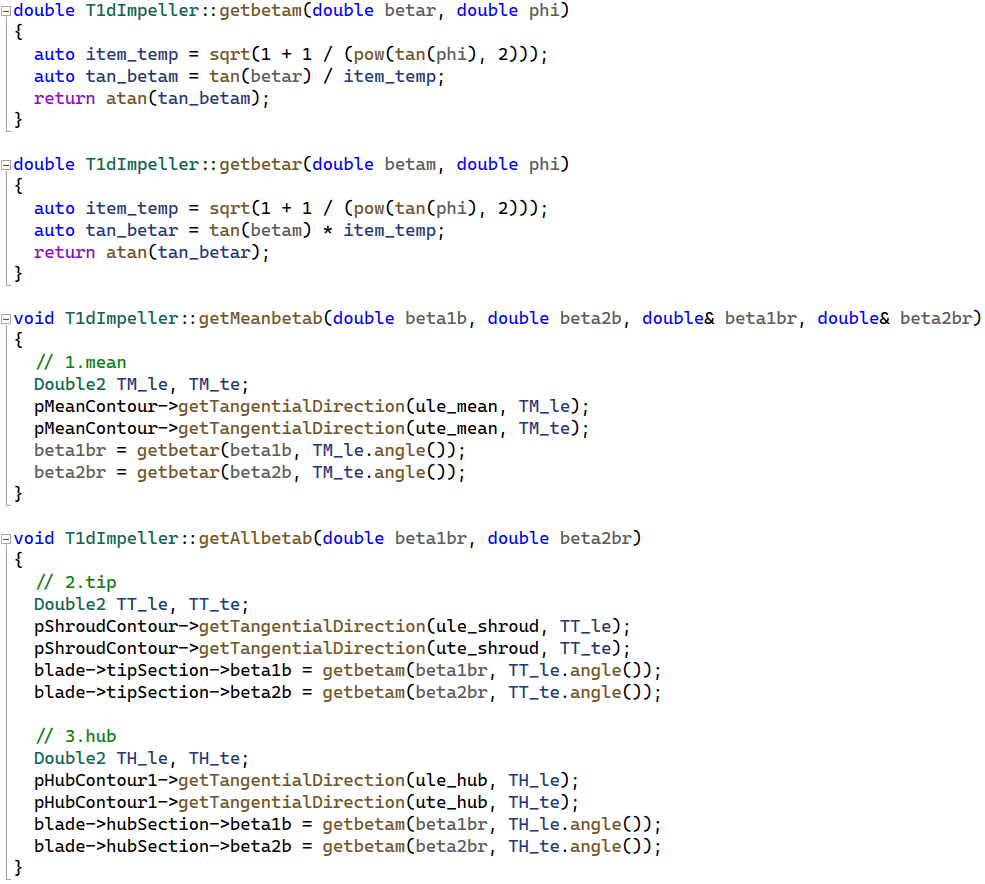 double T1dImpeller::getbetam(double betar, double phi)
{
  auto item_temp = sqrt(1 + 1 / (pow(tan(phi), 2)));
  auto tan_betam = tan(betar) / item_temp;
  return atan(tan_betam);
}

double T1dImpeller::getbetar(double betam, double phi)
{
  auto item_temp = sqrt(1 + 1 / (pow(tan(phi), 2)));
  auto tan_betar = tan(betam) * item_temp;
  return atan(tan_betar);
}

void T1dImpeller::getMeanbetab(double beta1b, double beta2b, double& beta1br, double& beta2br)
{
  // 1.mean
  Double2 TM_le, TM_te;
  pMeanContour->getTangentialDirection(ule_mean, TM_le);
  pMeanContour->getTangentialDirection(ute_mean, TM_te);
  beta1br = getbetar(beta1b, TM_le.angle());
  beta2br = getbetar(beta2b, TM_te.angle());
}

void T1dImpeller::getAllbetab(double beta1br, double beta2br)
{
  // 2.tip
  Double2 TT_le, TT_te;
  pShroudContour->getTangentialDirection(ule_shroud, TT_le);
  pShroudContour->getTangentialDirection(ute_shroud, TT_te);
  blade->tipSection->beta1b = getbetam(beta1br, TT_le.angle());
  blade->tipSection->beta2b = getbetam(beta2br, TT_te.angle());

  // 3.hub
  Double2 TH_le, TH_te;
  pHubContour1->getTangentialDirection(ule_hub, TH_le);
  pHubContour1->getTangentialDirection(ute_hub, TH_te);
  blade->hubSection->beta1b = getbetam(beta1br, TH_le.angle());
  blade->hubSection->beta2b = getbetam(beta2br, TH_te.angle());
}